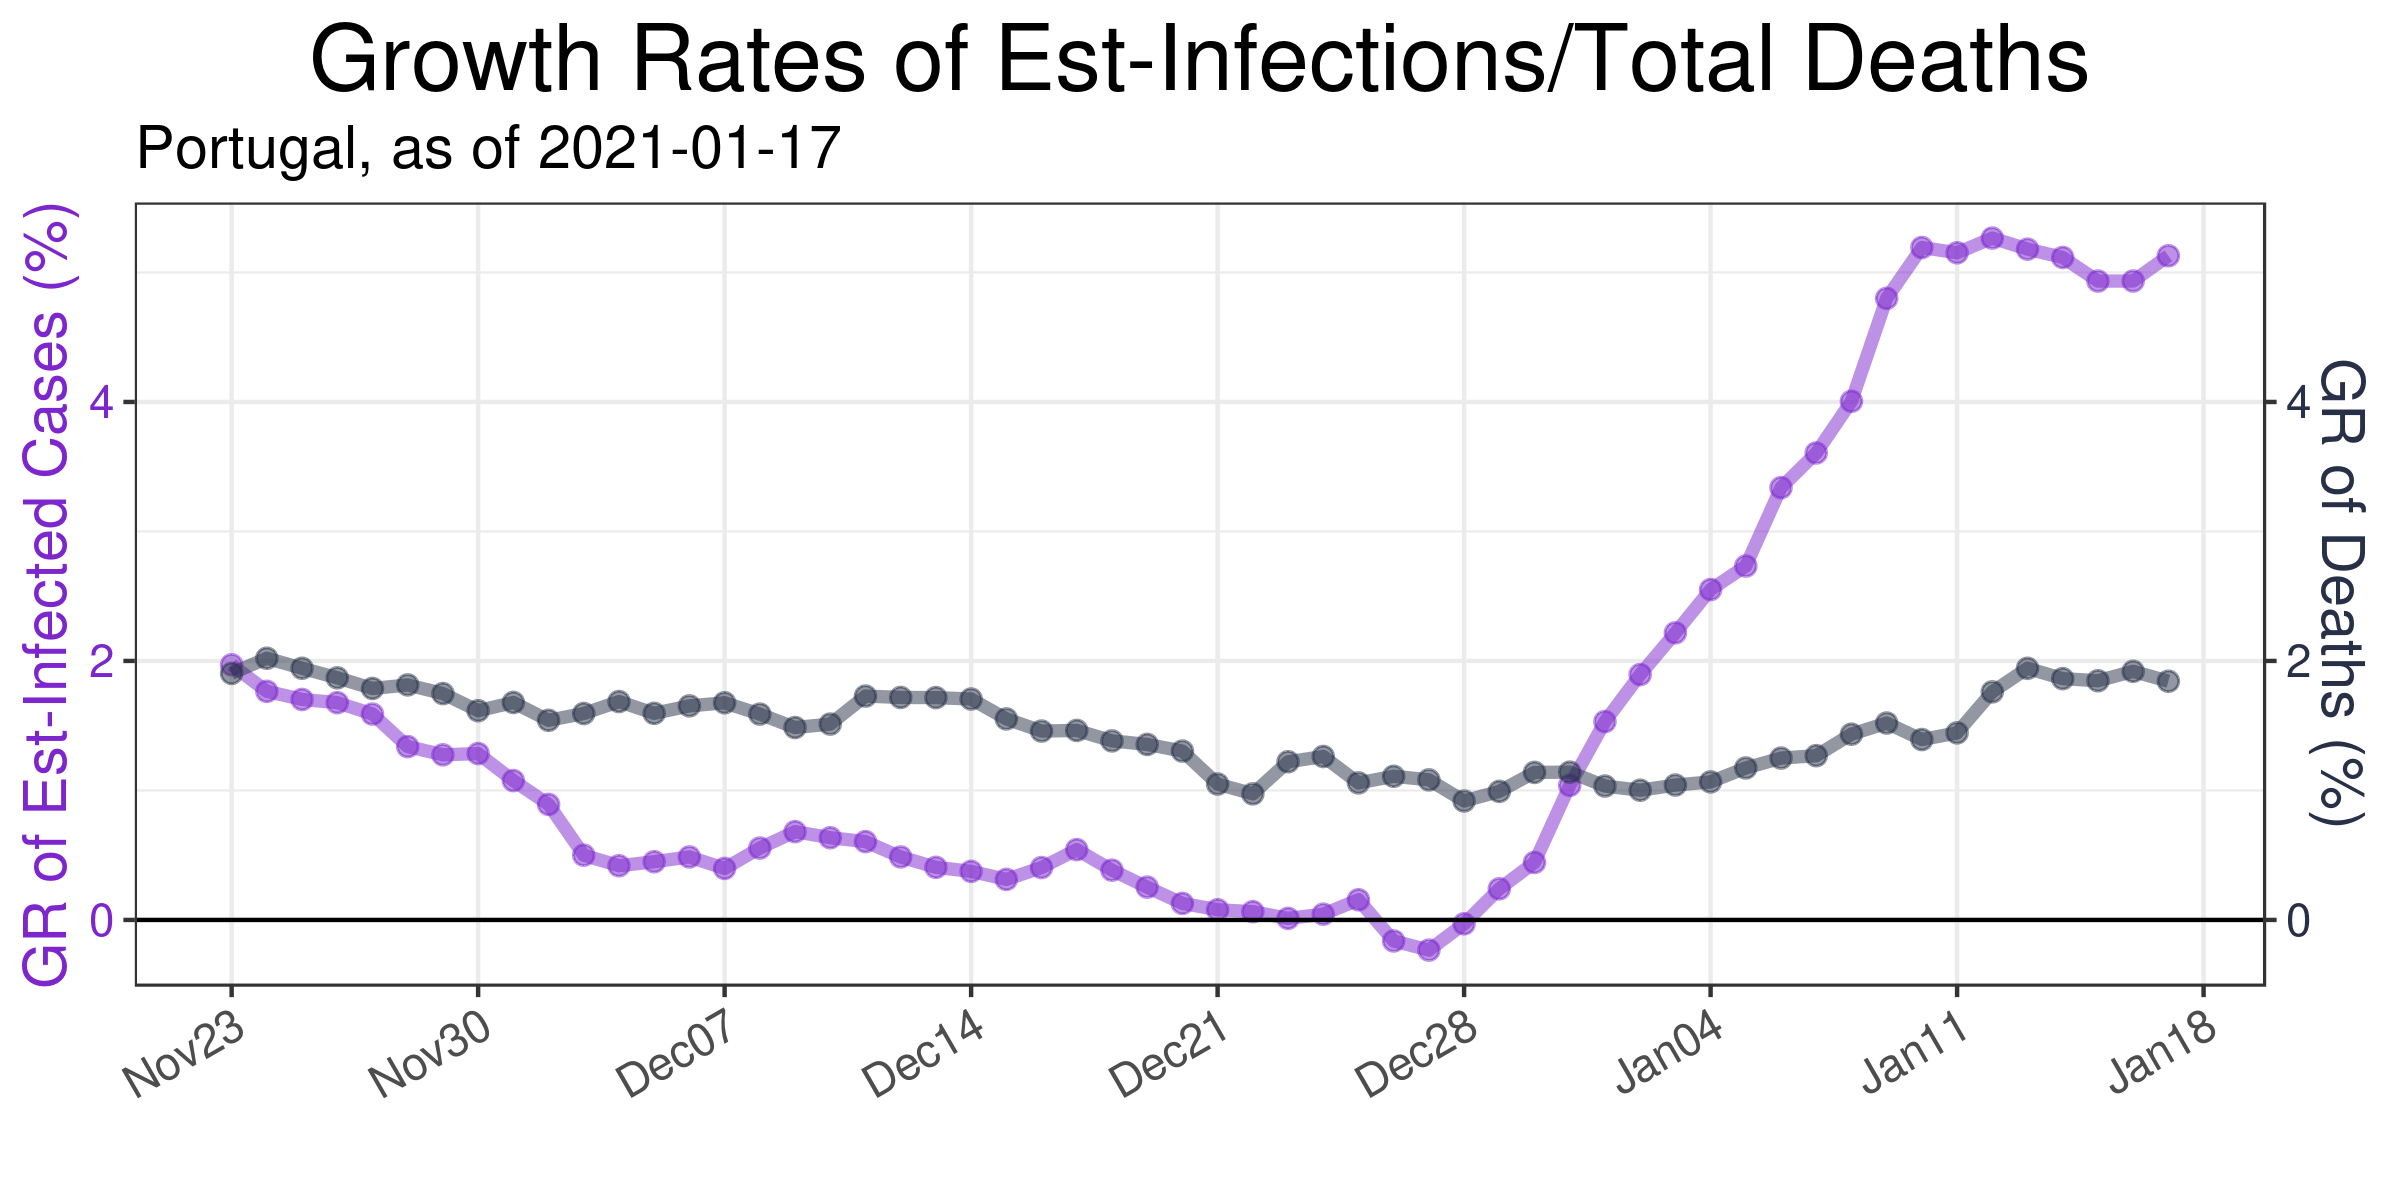 Growth Rates of Est-Infections/Total Deaths
Portugal, as of 2021-01-17
GR of Est-Infected Cases (%)
4
2
0
4
2
0
GR of Deaths (%)
Nov23
Nov30
Dec07
Dec14
Dec21
Dec28
Jan04
Jan11
Jan18